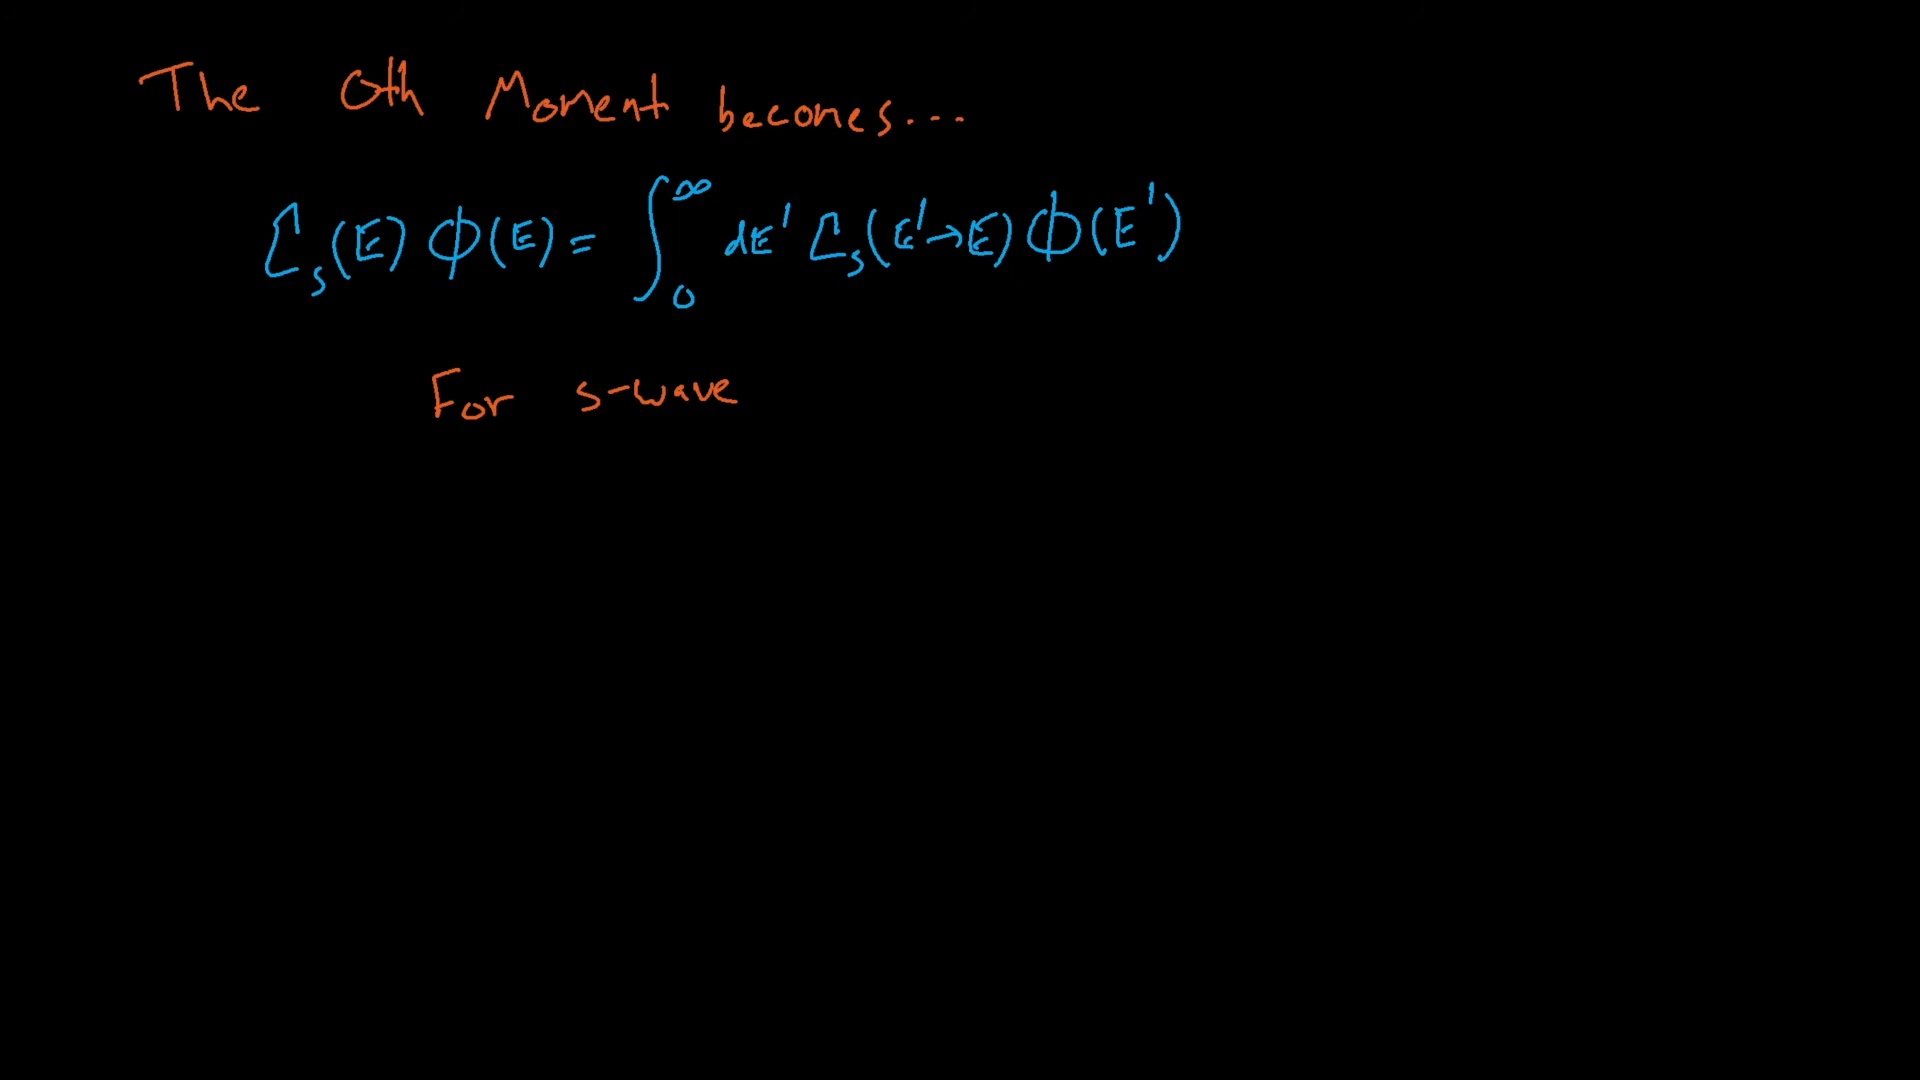 The 0th Moment becomes...
Σₛ(E) Φ(E) = ∫₀^∞ dE' Σₛ(E'→E) Φ(E')
For s-wave